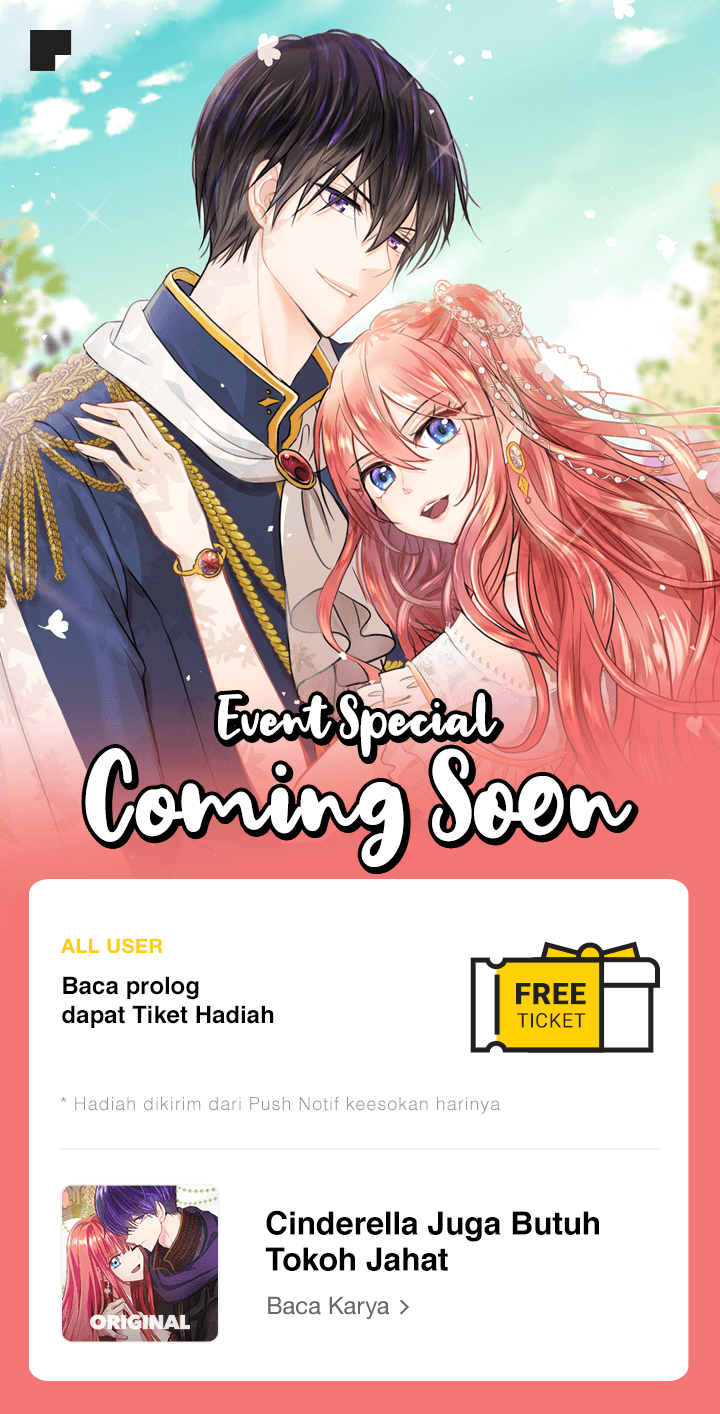 Event Special
Coming Soon
ALL USER
Baca prolog
dapat Tiket Hadiah
FREE
TICKET
* Hadiah dikirim dari Push Notif keesokan harinya
ORIGINAL
Cinderella Juga Butuh
Tokoh Jahat
Baca Karya >